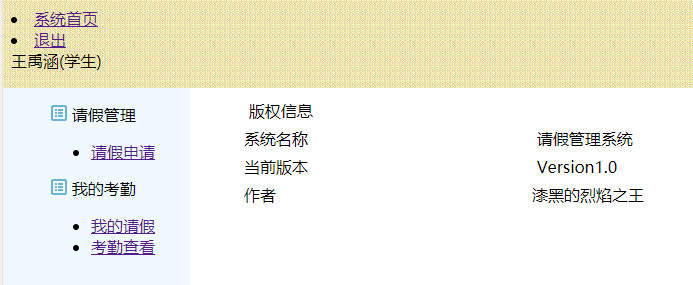 系统首页
退出
王禹涵(学生)
请假管理
请假申请
我的考勤
我的请假
考勤查看
版权信息
系统名称 请假管理系统
当前版本 Version1.0
作者 漆黑的烈焰之王